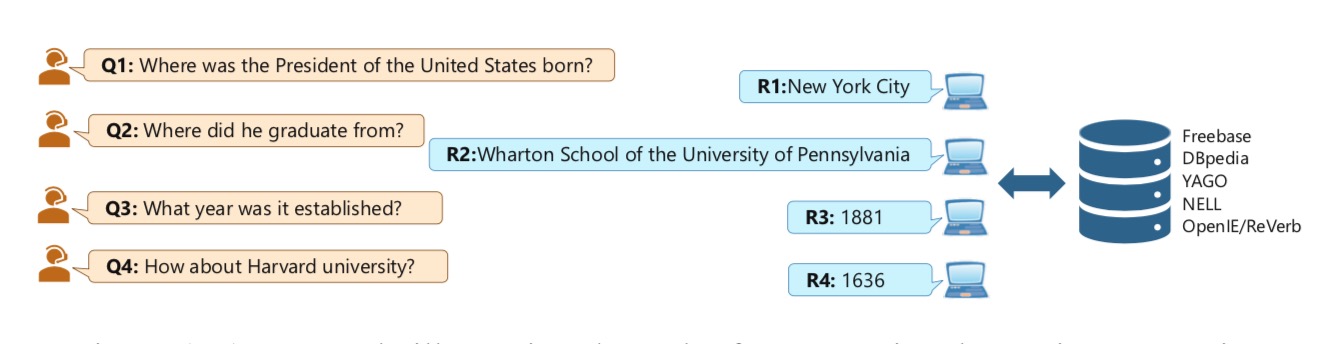 Q1: Where was the President of the United States born?
R1:New York City
Q2: Where did he graduate from?
R2:Wharton School of the University of Pennsylvania
Q3: What year was it established?
R3: 1881
Q4: How about Harvard university?
R4: 1636
Freebase
DBpedia
YAGO
NELL
OpenIE/ReVerb